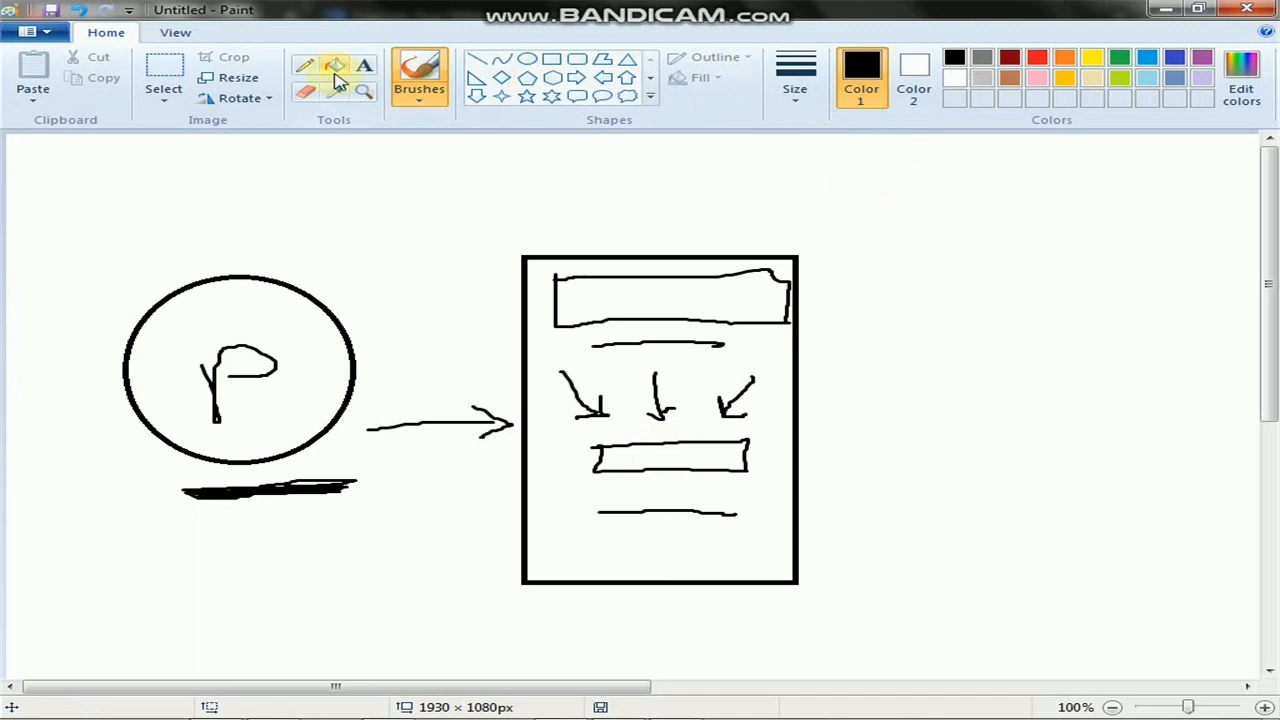 Untitled - Paint
www.BANDICAM.com
Home
View
Paste
Cut
Copy
Clipboard
Select
Crop
Resize
Rotate
Image
A
Tools
Brushes
Outline
Fill
Shapes
Size
Color
1
Color
2
Edit
colors
Colors
P
1930 × 1080px
100%